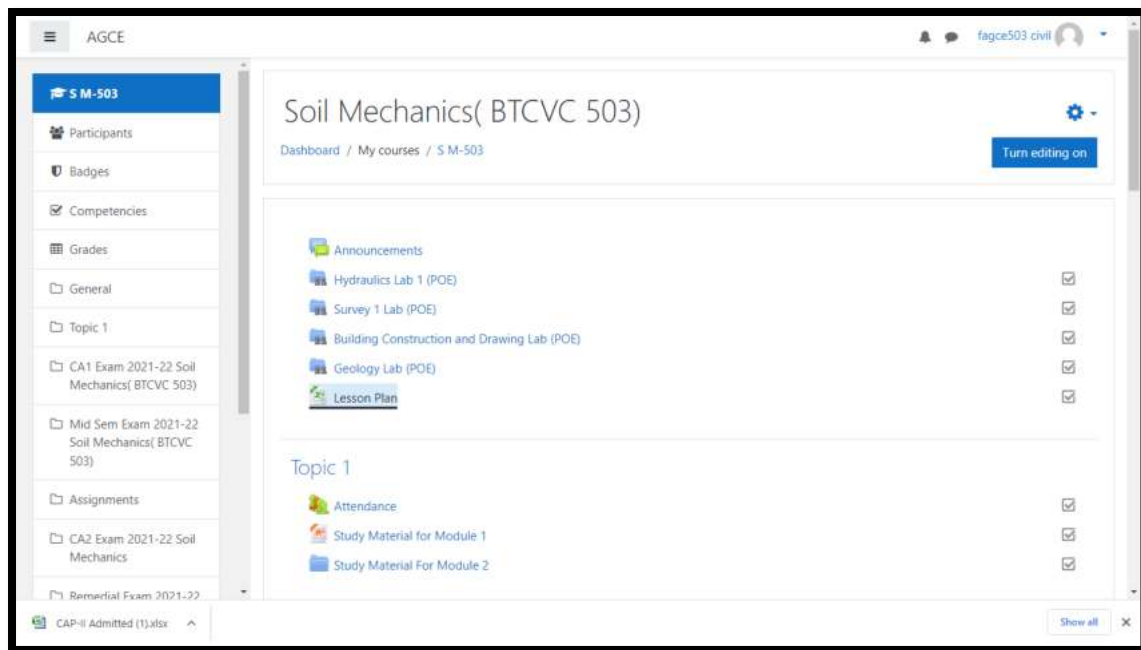 AGCE
fagce503 civil
S M-503
Participants
Badges
Competencies
Grades
General
Topic 1
CA1 Exam 2021-22 Soil
Mechanics( BTCVC 503)
Mid Sem Exam 2021-22
Soil Mechanics( BTCVC
503)
Assignments
CA2 Exam 2021-22 Soil
Mechanics
Remedial Exam 2021-22
Soil Mechanics( BTCVC 503)
Dashboard / My courses / S M-503
Turn editing on
Announcements
Hydraulics Lab 1 (POE)
Survey 1 Lab (POE)
Building Construction and Drawing Lab (POE)
Geology Lab (POE)
Lesson Plan
Topic 1
Attendance
Study Material for Module 1
Study Material For Module 2
CAP-II Admitted (1).xlsx
Show all